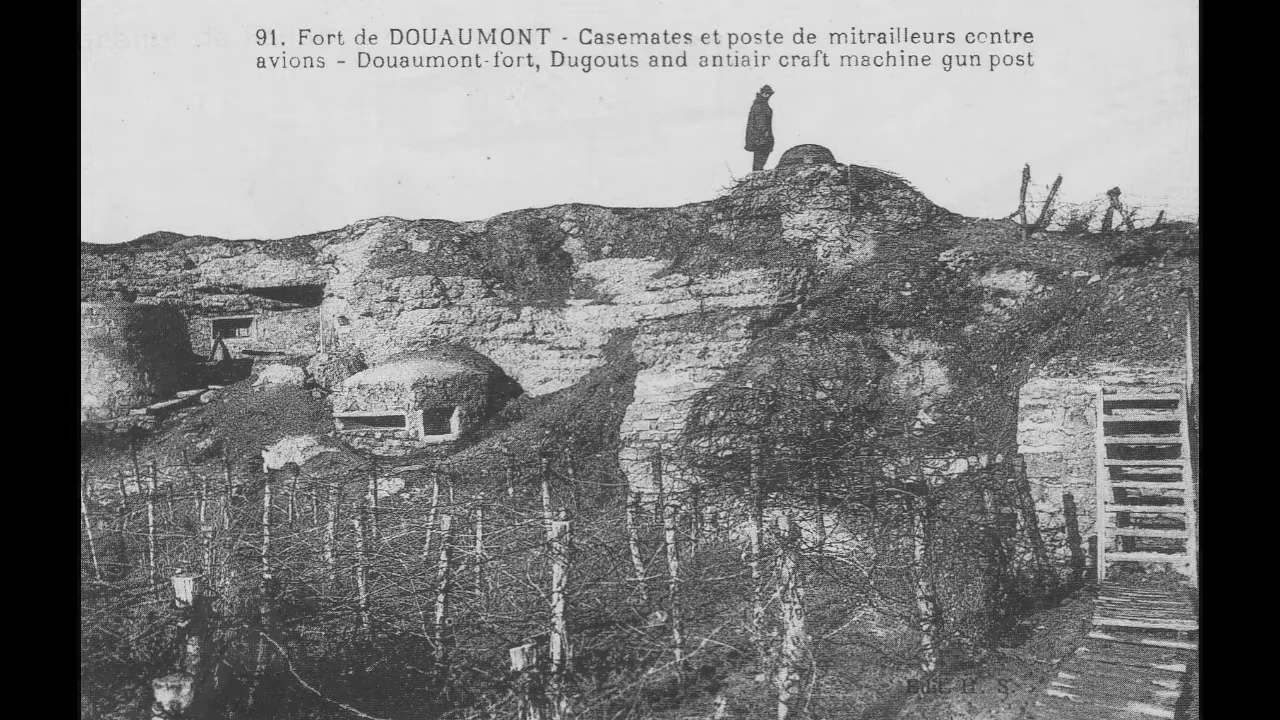 91. Fort de DOUAUMONT - Casemates et poste de mitrailleurs contre
avions - Douaumont-fort, Dugouts and antiair craft machine gun post
Edit. H. S.